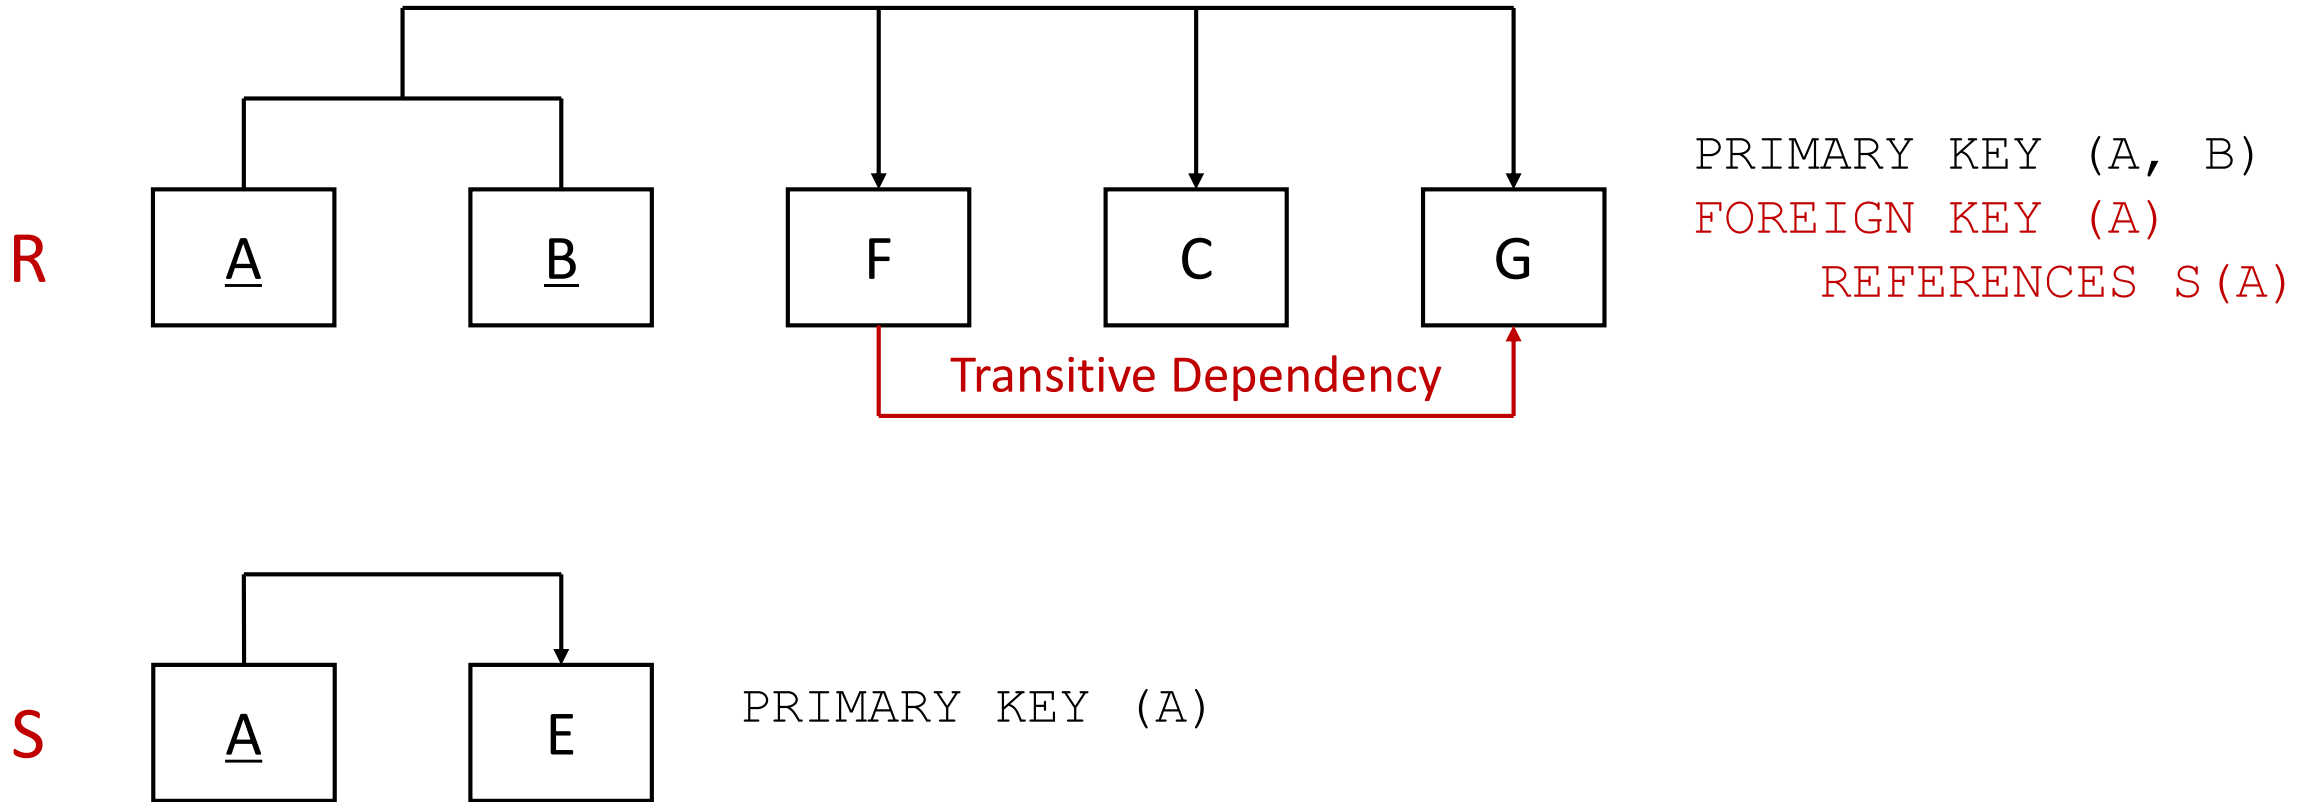 R
A
B
F
C
G
PRIMARY KEY (A, B)
FOREIGN KEY (A)
REFERENCES S(A)
Transitive Dependency
S
A
E
PRIMARY KEY (A)